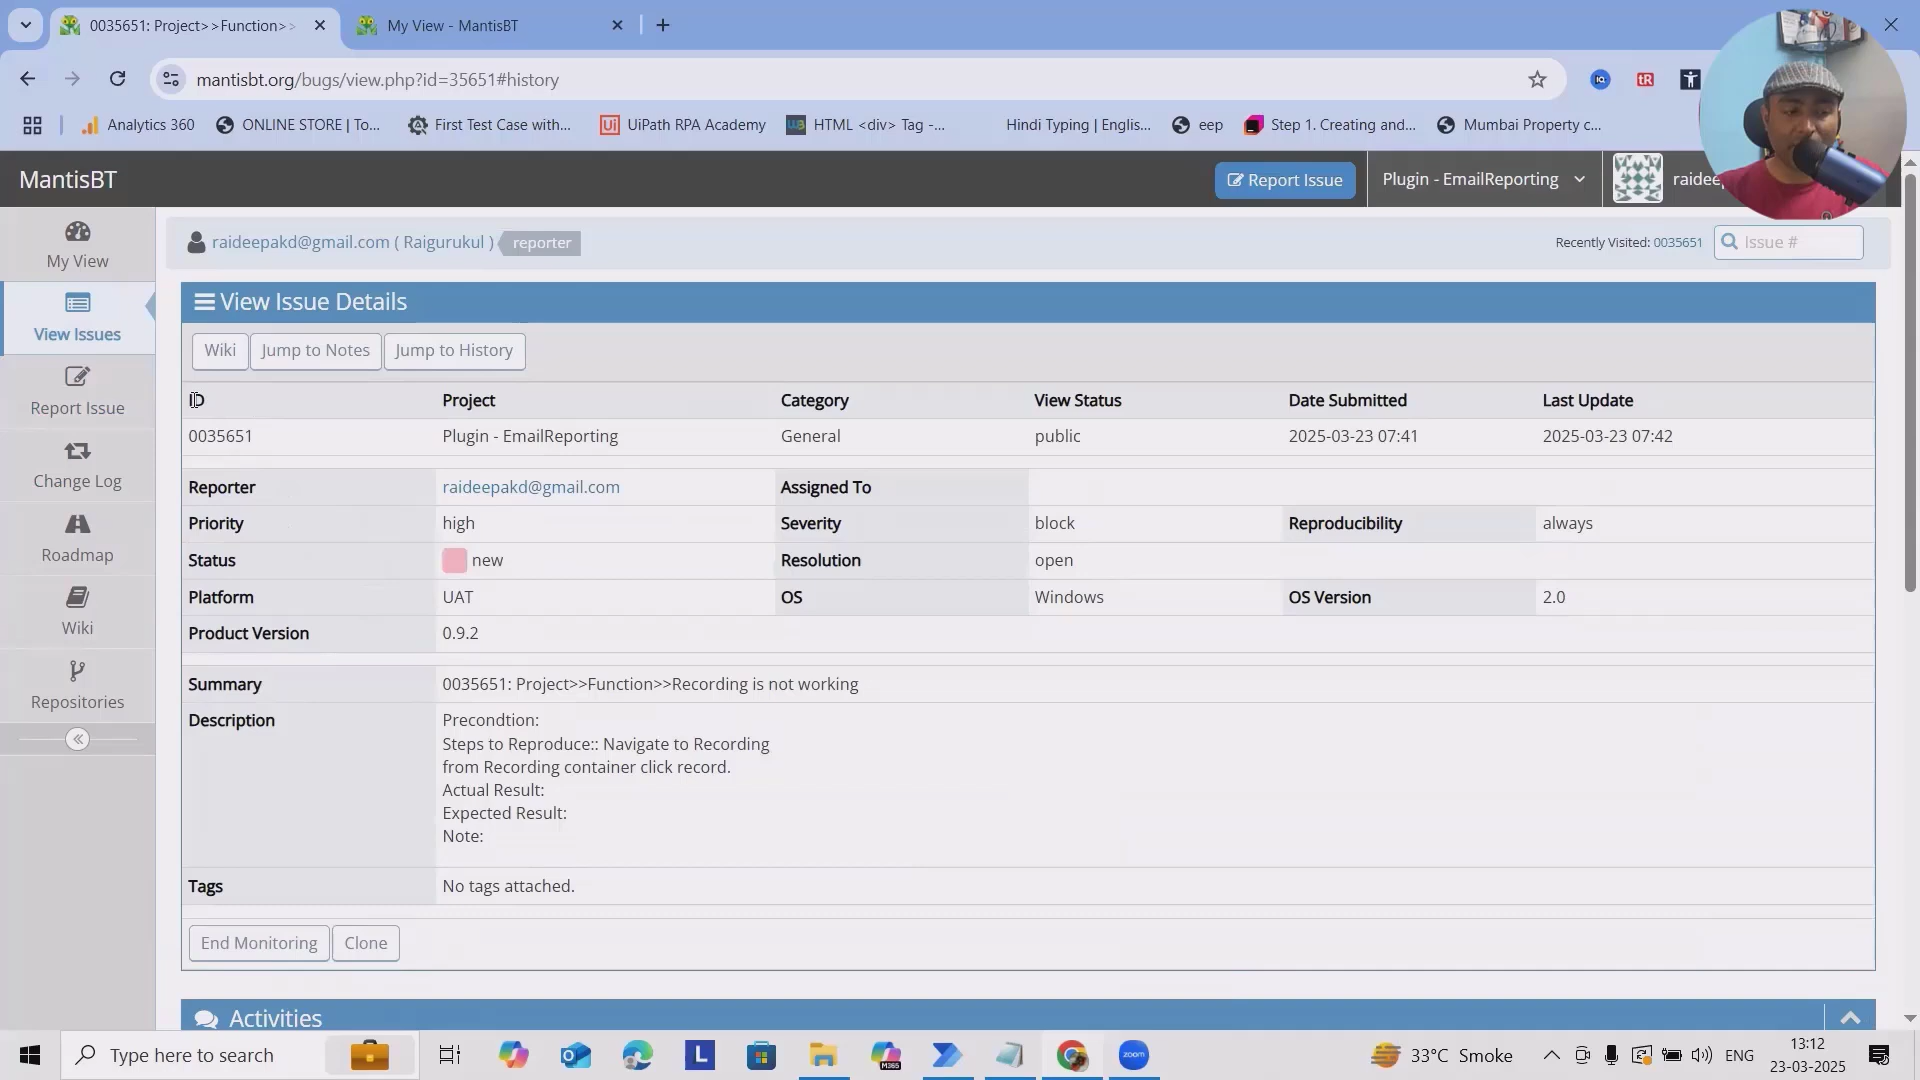 0035651: Project>>Function>>
My View - MantisBT
mantisbt.org/bugs/view.php?id=35651#history
Analytics 360
ONLINE STORE | To...
First Test Case with...
UiPath RPA Academy
HTML <div> Tag -...
Hindi Typing | Englis...
eep
Step 1. Creating and...
Mumbai Property c...
MantisBT
Report Issue
Plugin - EmailReporting
raideepakd@gmail.com ( Raigurukul )
reporter
Recently Visited: 0035651
Issue #
My View
View Issues
Report Issue
Change Log
Roadmap
Wiki
Repositories
View Issue Details
Wiki
Jump to Notes
Jump to History
ID Project Category View Status Date Submitted Last Update
0035651 Plugin - EmailReporting General public 2025-03-23 07:41 2025-03-23 07:42
Reporter raideepakd@gmail.com Assigned To
Priority high Severity block Reproducibility always
Status new Resolution open
Platform UAT OS Windows OS Version 2.0
Product Version 0.9.2
Summary 0035651: Project>>Function>>Recording is not working
Description Precondtion:
Steps to Reproduce:: Navigate to Recording
from Recording container click record.
Actual Result:
Expected Result:
Note:
Tags No tags attached.
End Monitoring
Clone
Activities
Type here to search
33°C Smoke
ENG
13:12
23-03-2025